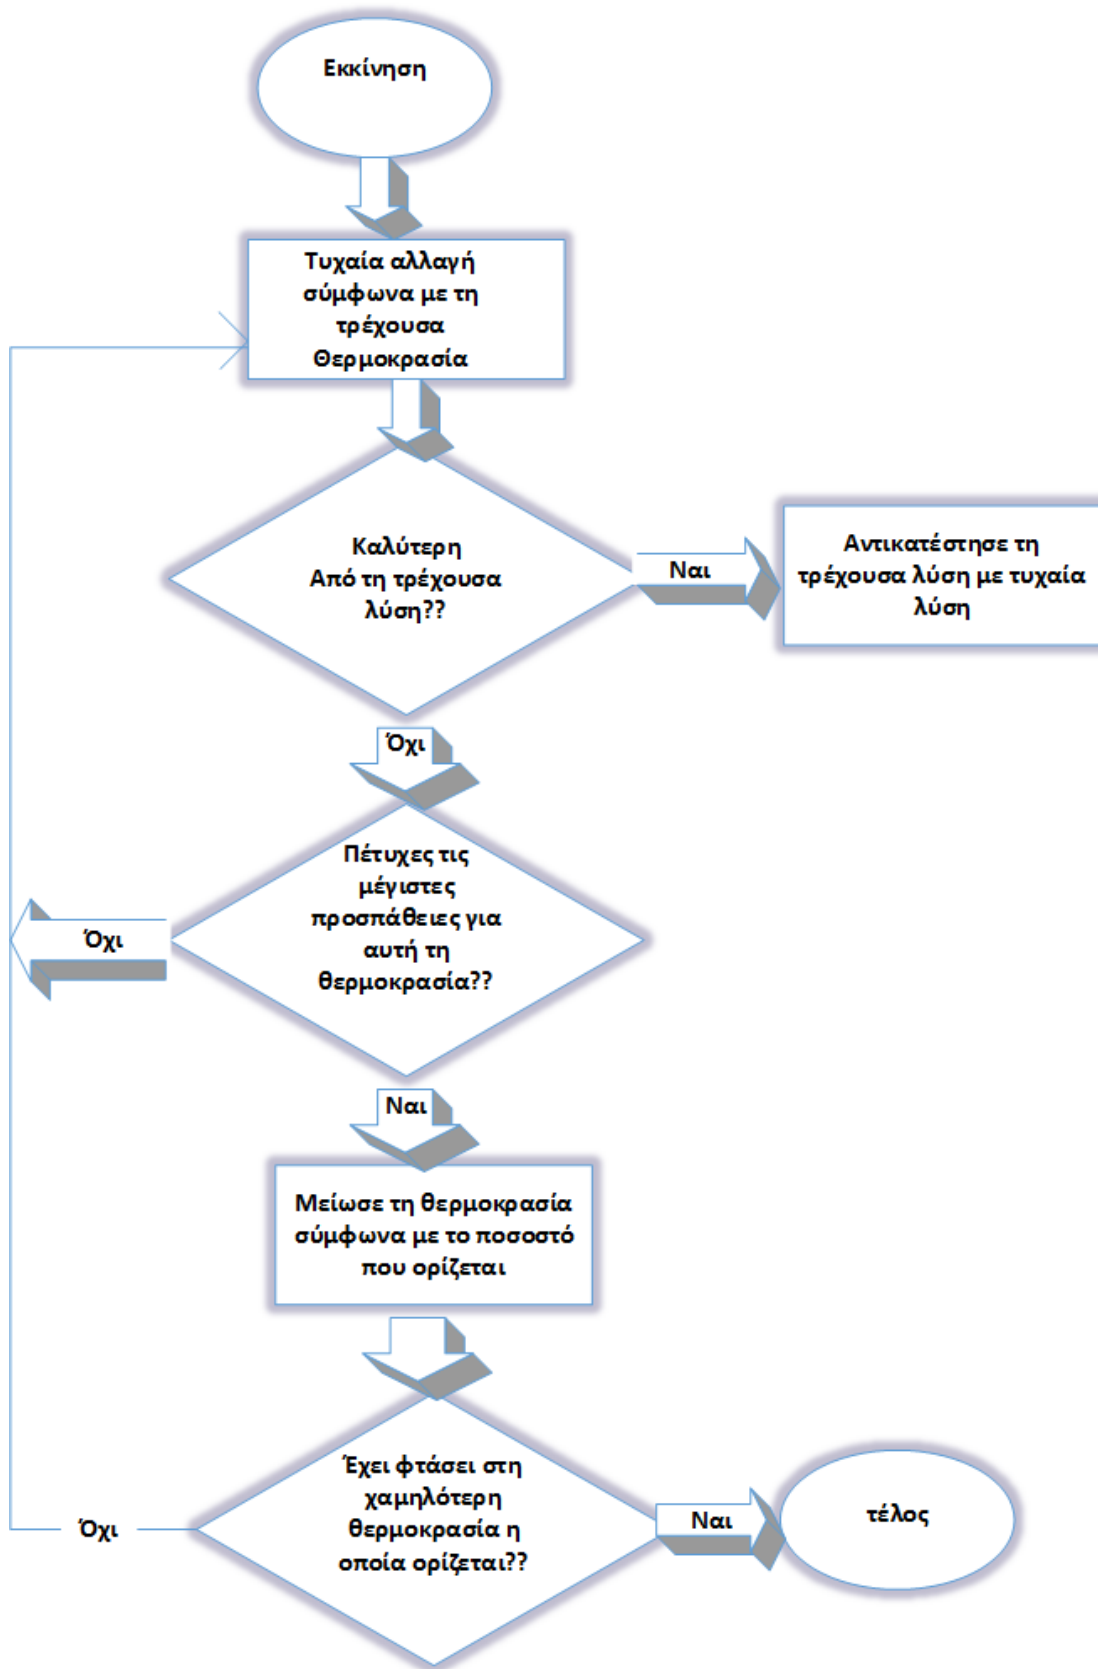 Εκκίνηση
Τυχαία αλλαγή
σύμφωνα με τη
τρέχουσα
Θερμοκρασία
Καλύτερη
Από τη τρέχουσα
λύση??
Ναι
Αντικατέστησε τη
τρέχουσα λύση με τυχαία
λύση
Όχι
Πέτυχες τις
μέγιστες
προσπάθειες για
αυτή τη
θερμοκρασία??
Όχι
Ναι
Μείωσε τη θερμοκρασία
σύμφωνα με το ποσοστό
που ορίζεται
Έχει φτάσει στη
χαμηλότερη
θερμοκρασία η
οποία ορίζεται??
Όχι
Ναι
τέλος